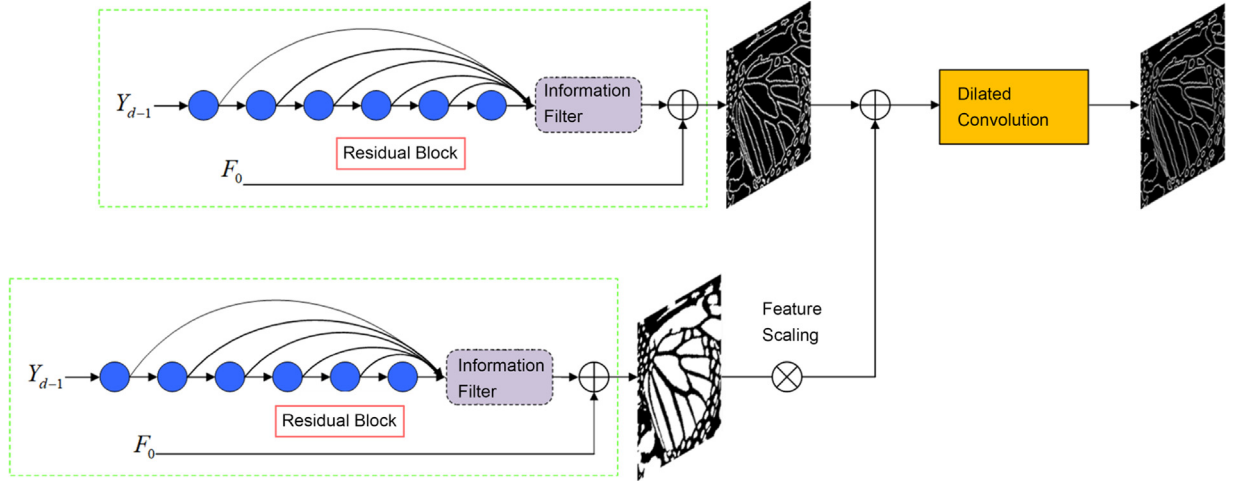 Y_{d-1}
Information
Filter
Residual Block
F_0
Dilated
Convolution
Feature
Scaling
Y_{d-1}
Information
Filter
Residual Block
F_0